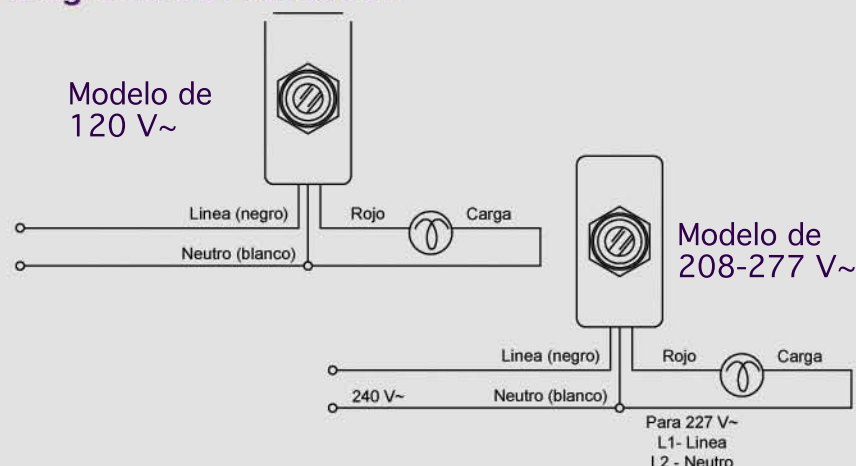 Modelo de
120 V~
Linea (negro)
Rojo
Carga
Neutro (blanco)
Modelo de
208-277 V~
Linea (negro)
Rojo
Carga
240 V~
Neutro (blanco)
Para 227 V~
L1- Linea
L2 - Neutro